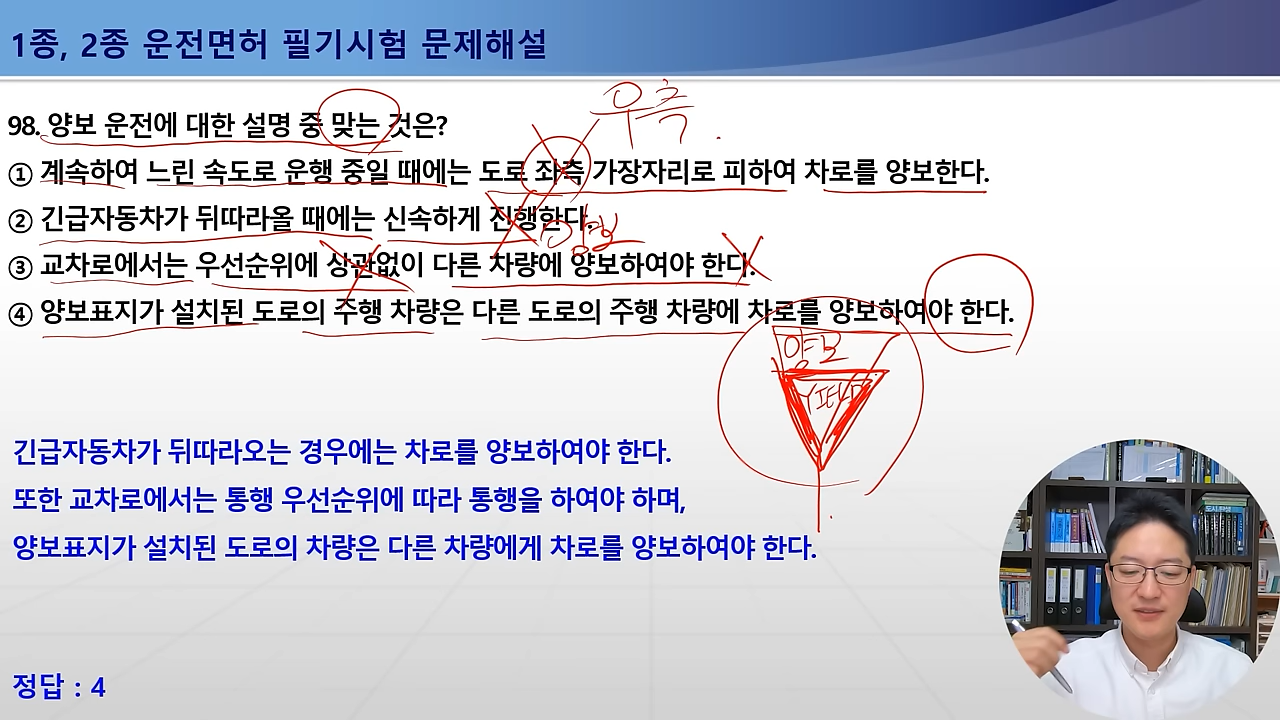 1종, 2종 운전면허 필기시험 문제해설
우측
98. 양보 운전에 대한 설명 중 맞는 것은?
① 계속하여 느린 속도로 운행 중일 때에는 도로 좌측 가장자리로 피하여 차로를 양보한다.
② 긴급자동차가 뒤따라올 때에는 신속하게 진행한다.
양보
③ 교차로에서는 우선순위에 상관없이 다른 차량에 양보하여야 한다.
④ 양보표지가 설치된 도로의 주행 차량은 다른 도로의 주행 차량에 차로를 양보하여야 한다.
양보
YIELD
긴급자동차가 뒤따라오는 경우에는 차로를 양보하여야 한다.
또한 교차로에서는 통행 우선순위에 따라 통행을 하여야 하며,
양보표지가 설치된 도로의 차량은 다른 차량에게 차로를 양보하여야 한다.
정답 : 4